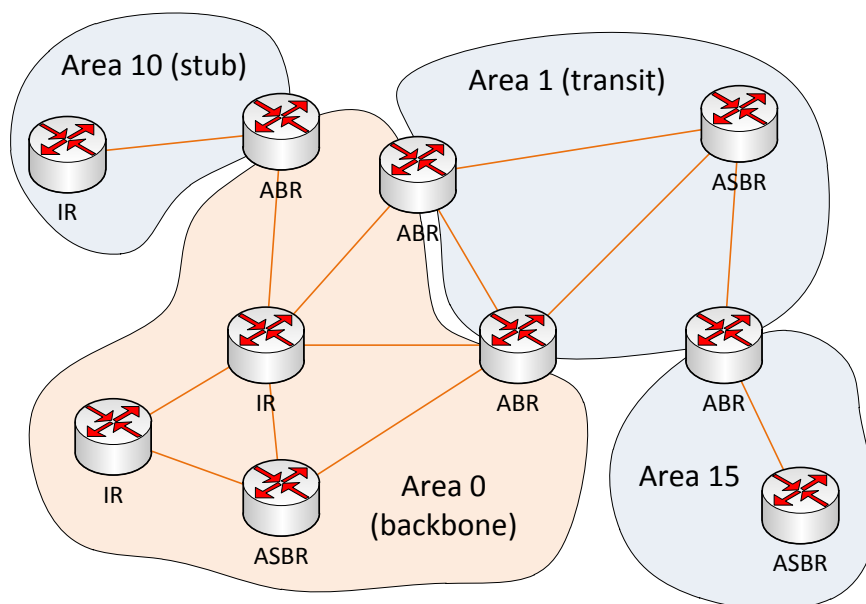 Area 10 (stub)
Area 1 (transit)
IR
ABR
ABR
ASBR
IR
ABR
ABR
IR
ASBR
Area 0
(backbone)
Area 15
ASBR